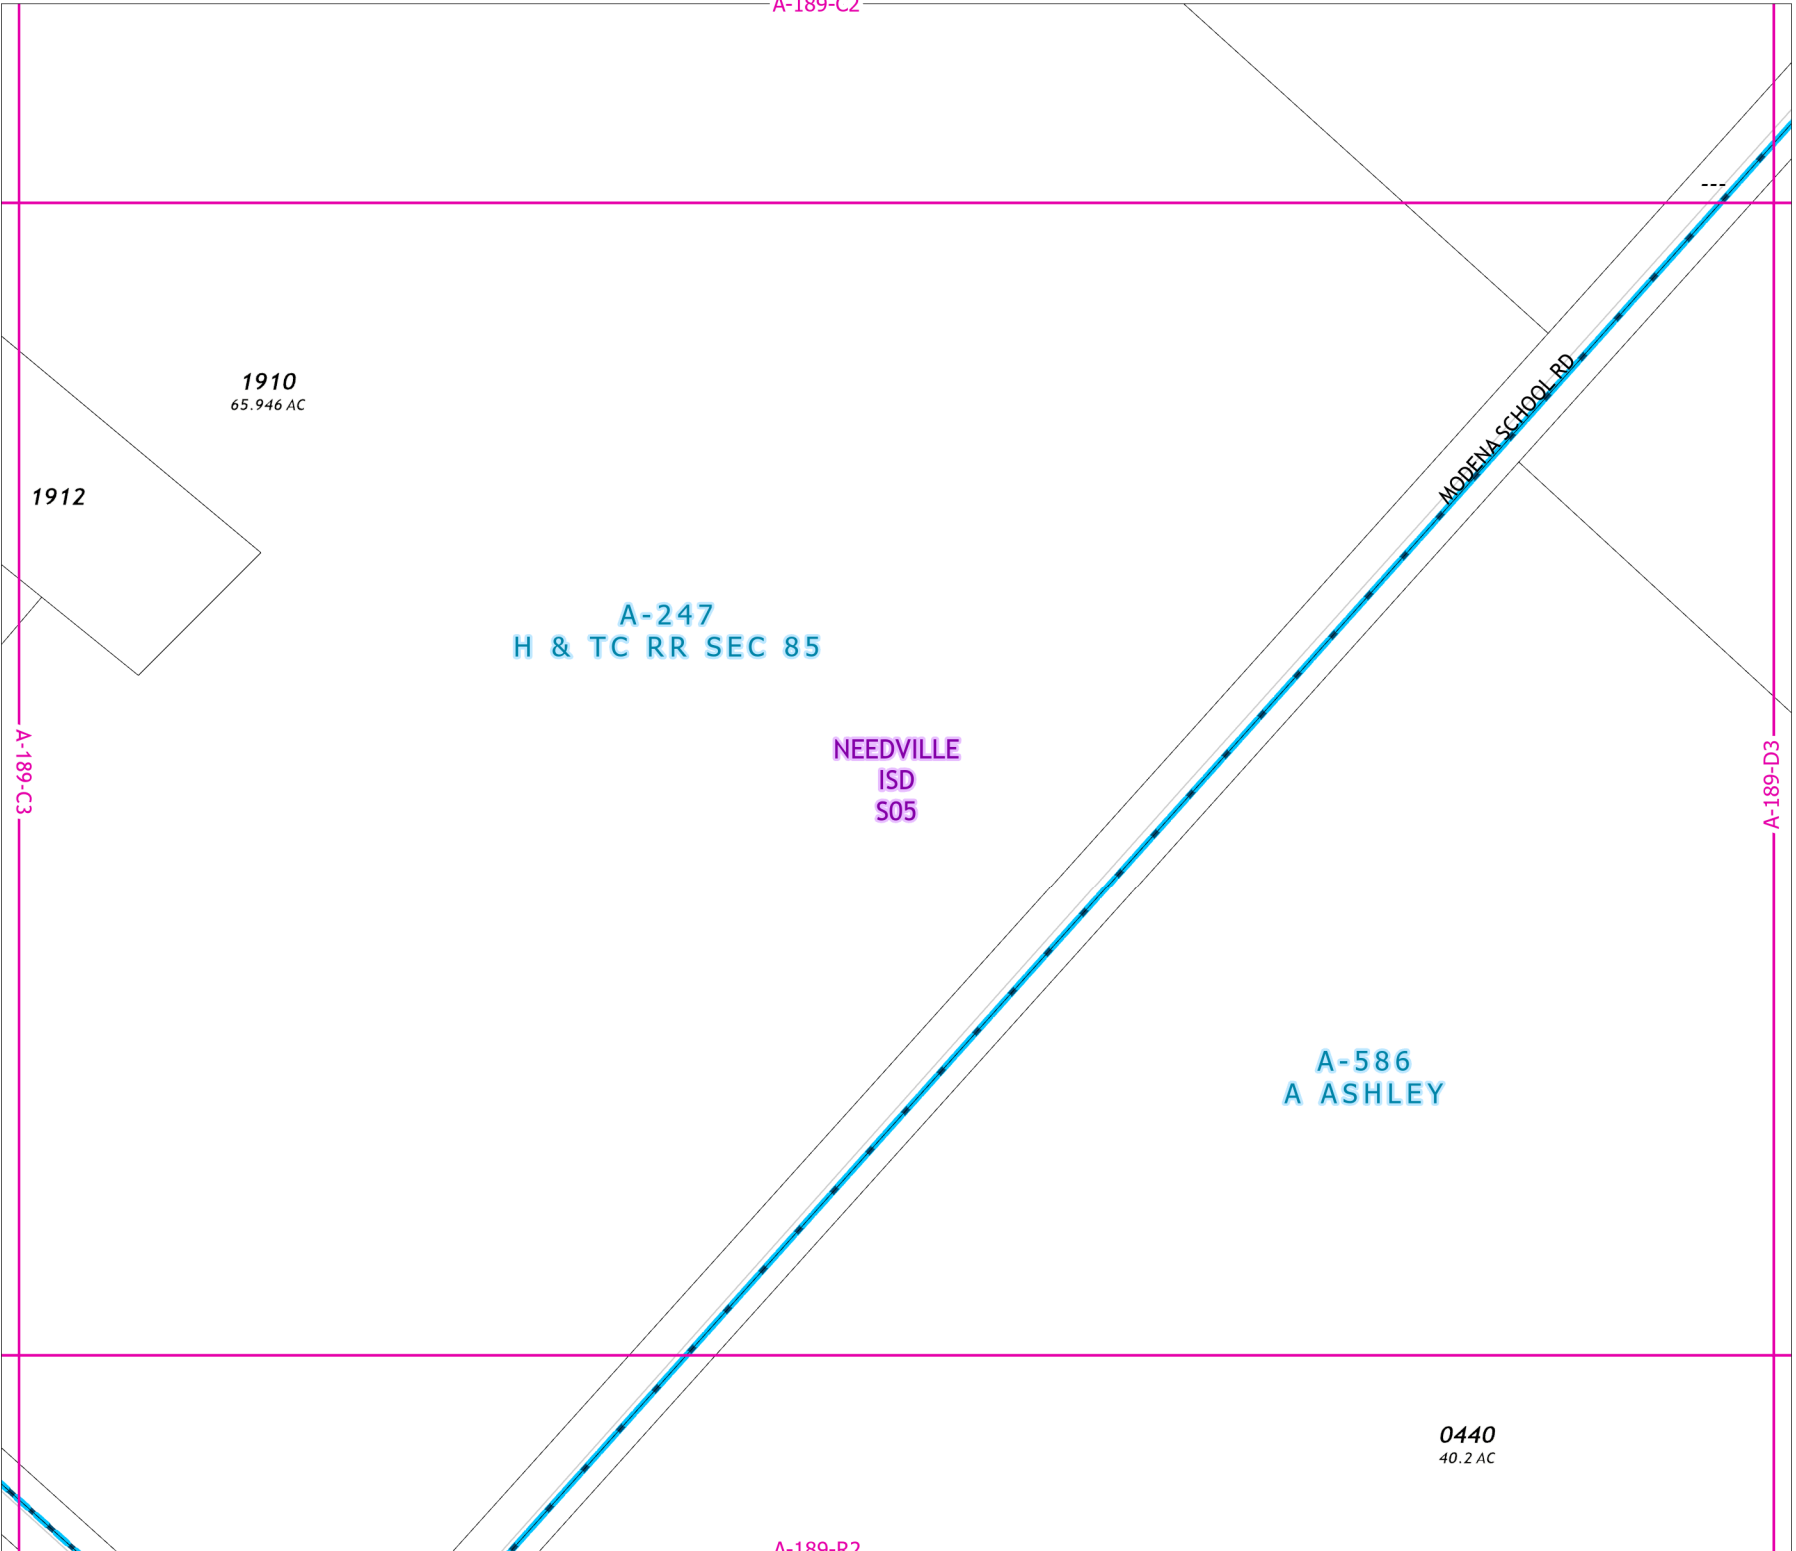 A-189-C2
---
MODENA SCHOOL RD
1910
65.946 AC
1912
A-247
H & TC RR SEC 85
NEEDVILLE
ISD
S05
A-189-C3
A-189-D3
A-586
A ASHLEY
0440
40.2 AC
A-189-R2